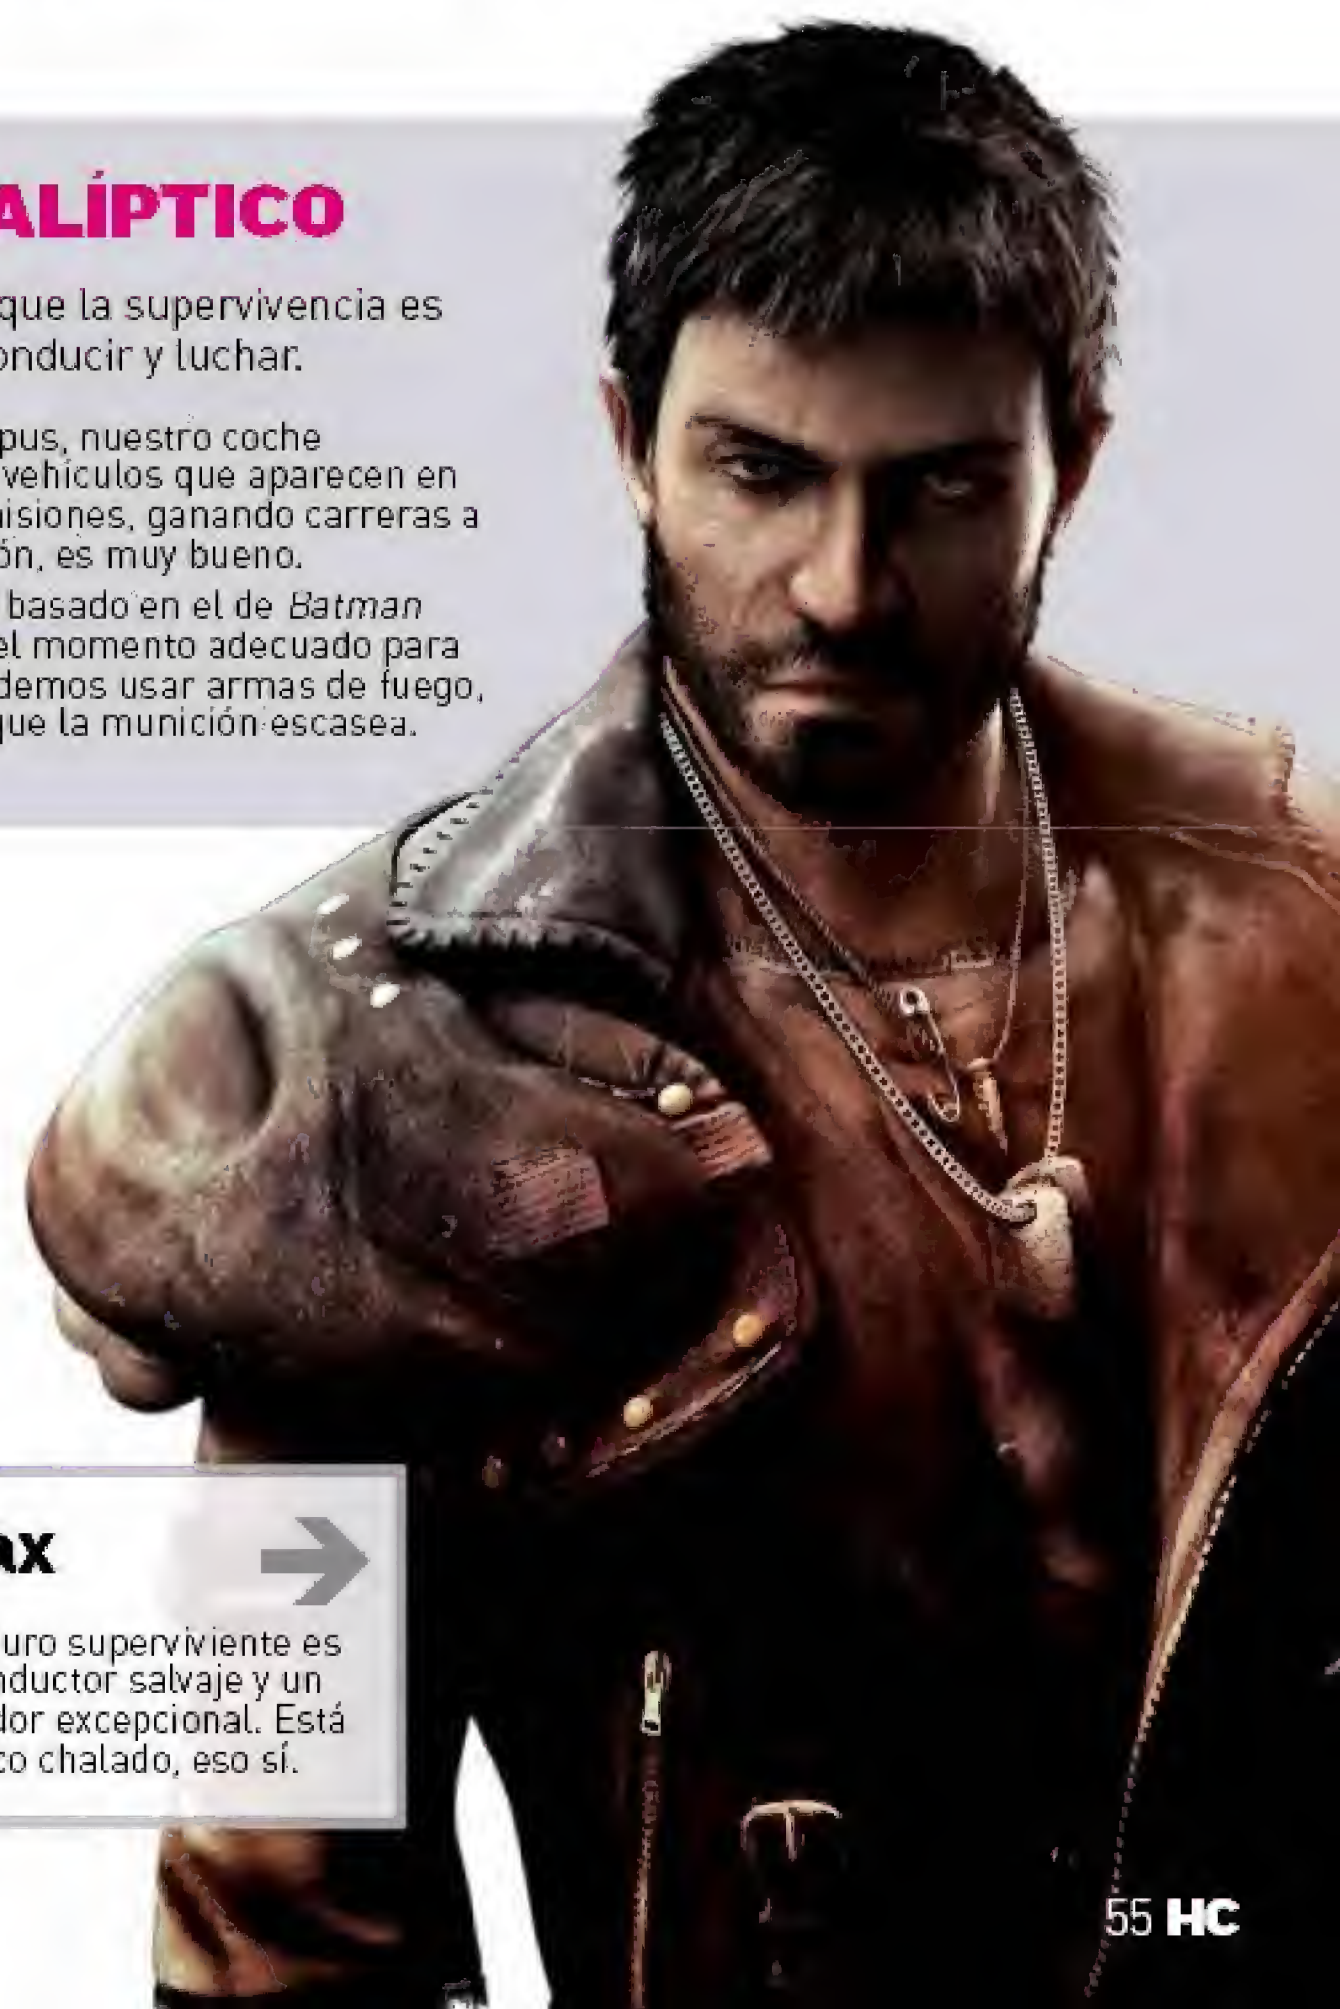 ALÍPTICO
que la supervivencia es
onducir y luchar.
pus, nuestro coche
vehículos que aparecen en
misiones, ganando carreras a
ón, es muy bueno.
basado en el de Batman
el momento adecuado para
demos usar armas de fuego,
que la munición escasea.
ax
uro superviviente es
nductor salvaje y un
dor excepcional. Está
co chalado, eso sí.
55 HC